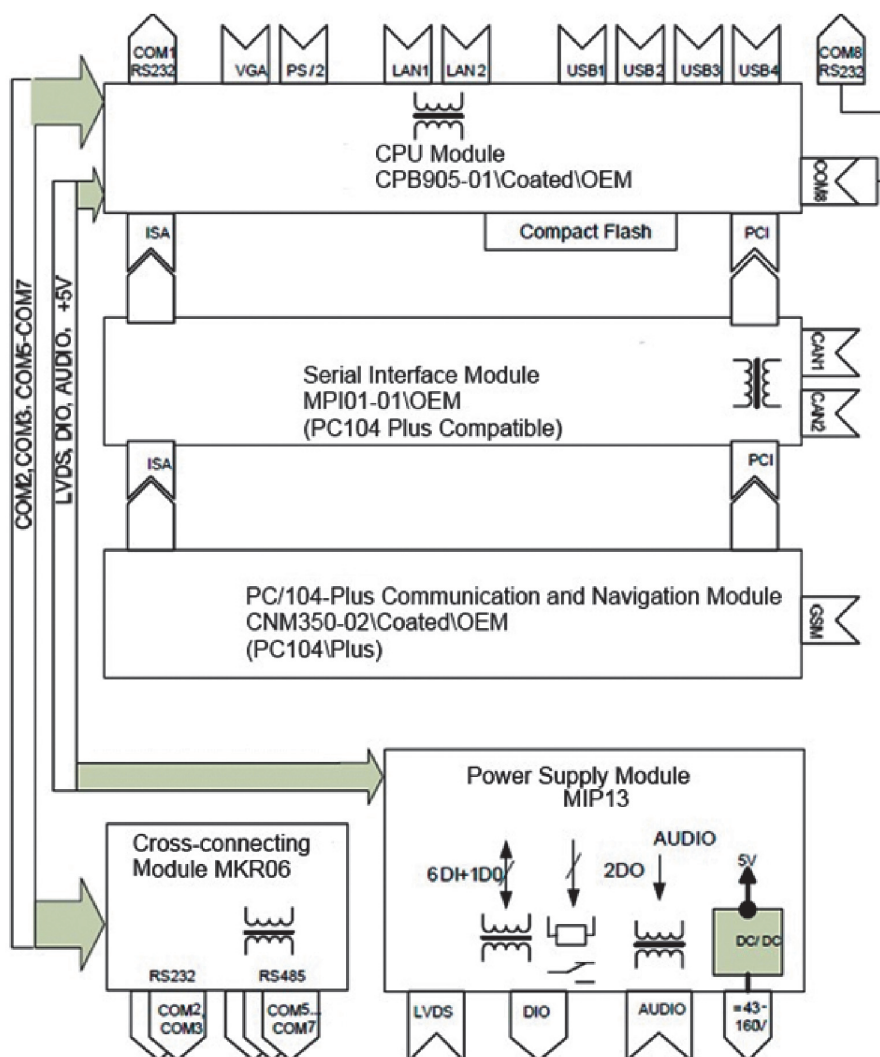 COM1
RS232
VGA
PS/2
LAN1
LAN2
USB1
USB2
USB3
USB4
COM8
RS232
CPU Module
CPB905-01\Coated\OEM
COM8
ISA
Compact Flash
PCI
COM2,COM3. COM5-COM7
LVDS, DIO, AUDIO, +5V
Serial Interface Module
MPI01-01\OEM
(PC104 Plus Compatible)
CAN1
CAN2
ISA
PCI
PC/104-Plus Communication and Navigation Module
CNM350-02\Coated\OEM
(PC104\Plus)
GSM
Power Supply Module
MIP13
6DI+1D0
2DO
AUDIO
5V
DC/DC
Cross-connecting
Module MKR06
RS232
RS485
COM2,
COM3
COM5...
COM7
LVDS
DIO
AUDIO
=43-
160V